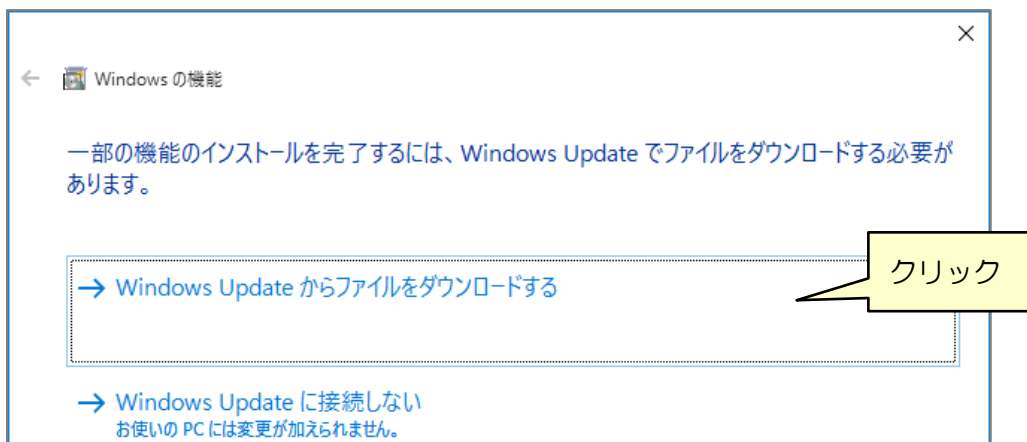 Windows の機能
一部の機能のインストールを完了するには、Windows Update でファイルをダウンロードする必要が
あります。
→ Windows Update からファイルをダウンロードする
クリック
→ Windows Update に接続しない
お使いの PC には変更が加えられません。